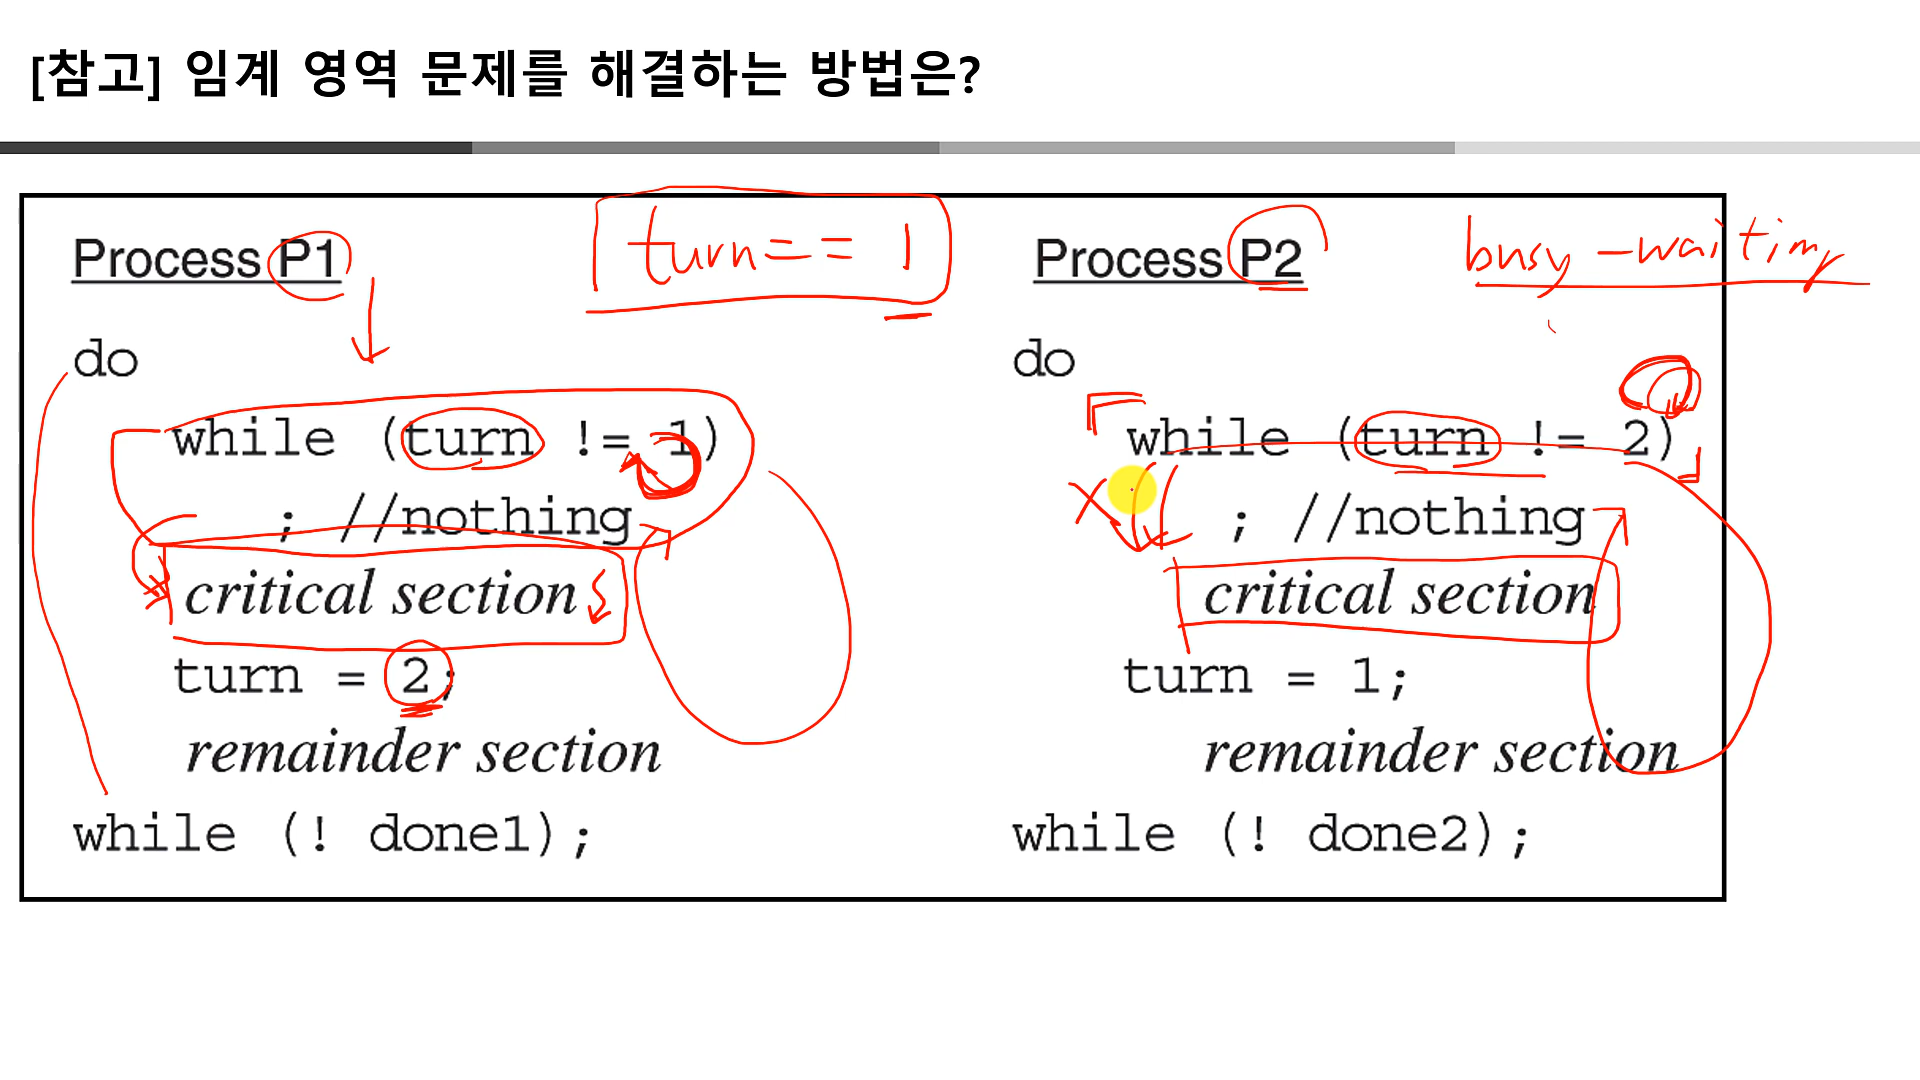 [참고] 임계 영역 문제를 해결하는 방법은?
Process P1
turn== 1
do
while (turn != 1)
; //nothing
critical section
turn = 2;
remainder section
while (! done1);
Process P2
busy-waiting
do
while (turn != 2)
; //nothing
critical section
turn = 1;
remainder section
while (! done2);